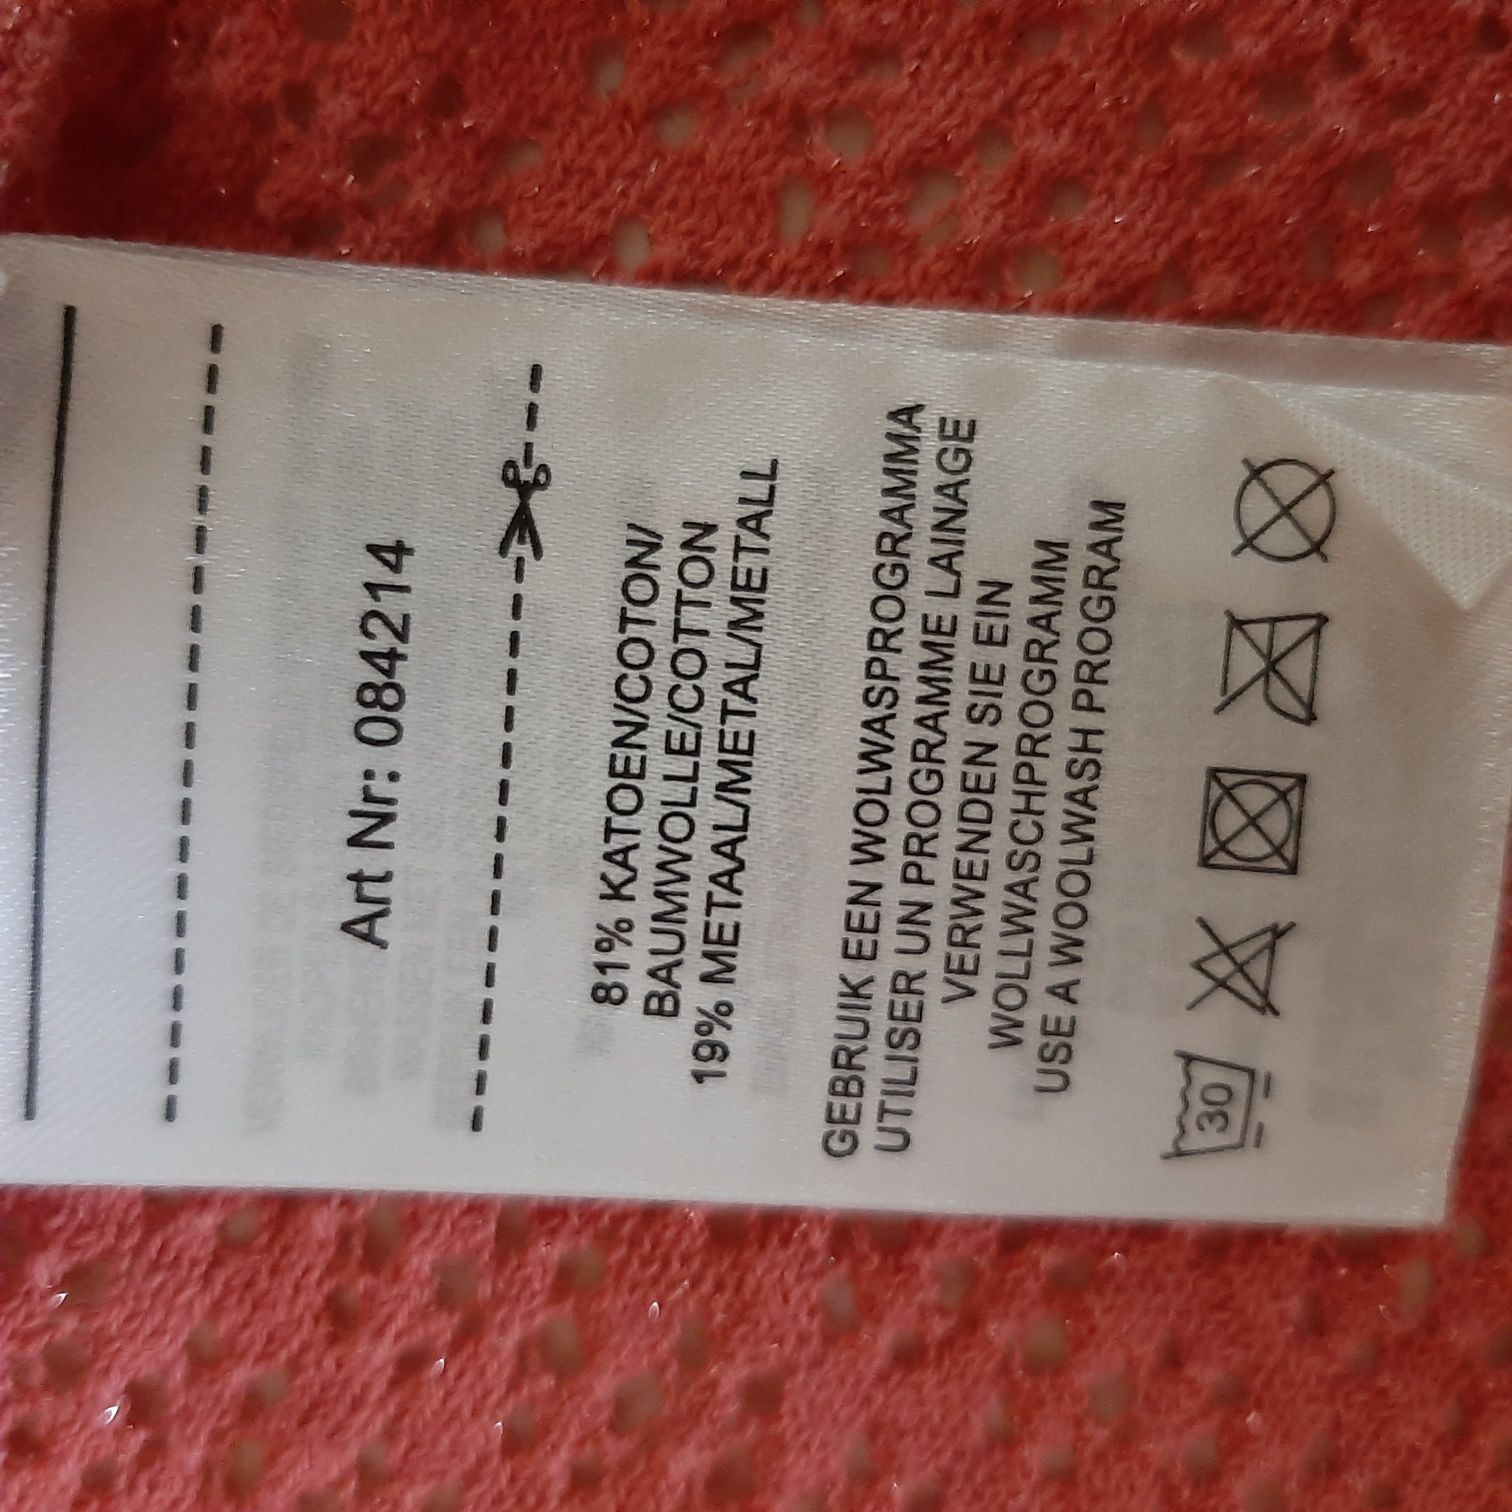 Art Nr: 084214
81% KATOEN/COTON/
BAUMWOLLE/COTTON
19% METAAL/METAL/METALL
GEBRUIK EEN WOLWASPROGRAMMA
UTILISER UN PROGRAMME LAINAGE
VERWENDEN SIE EIN
WOLLWASCHPROGRAMM
USE A WOOLWASH PROGRAM
30